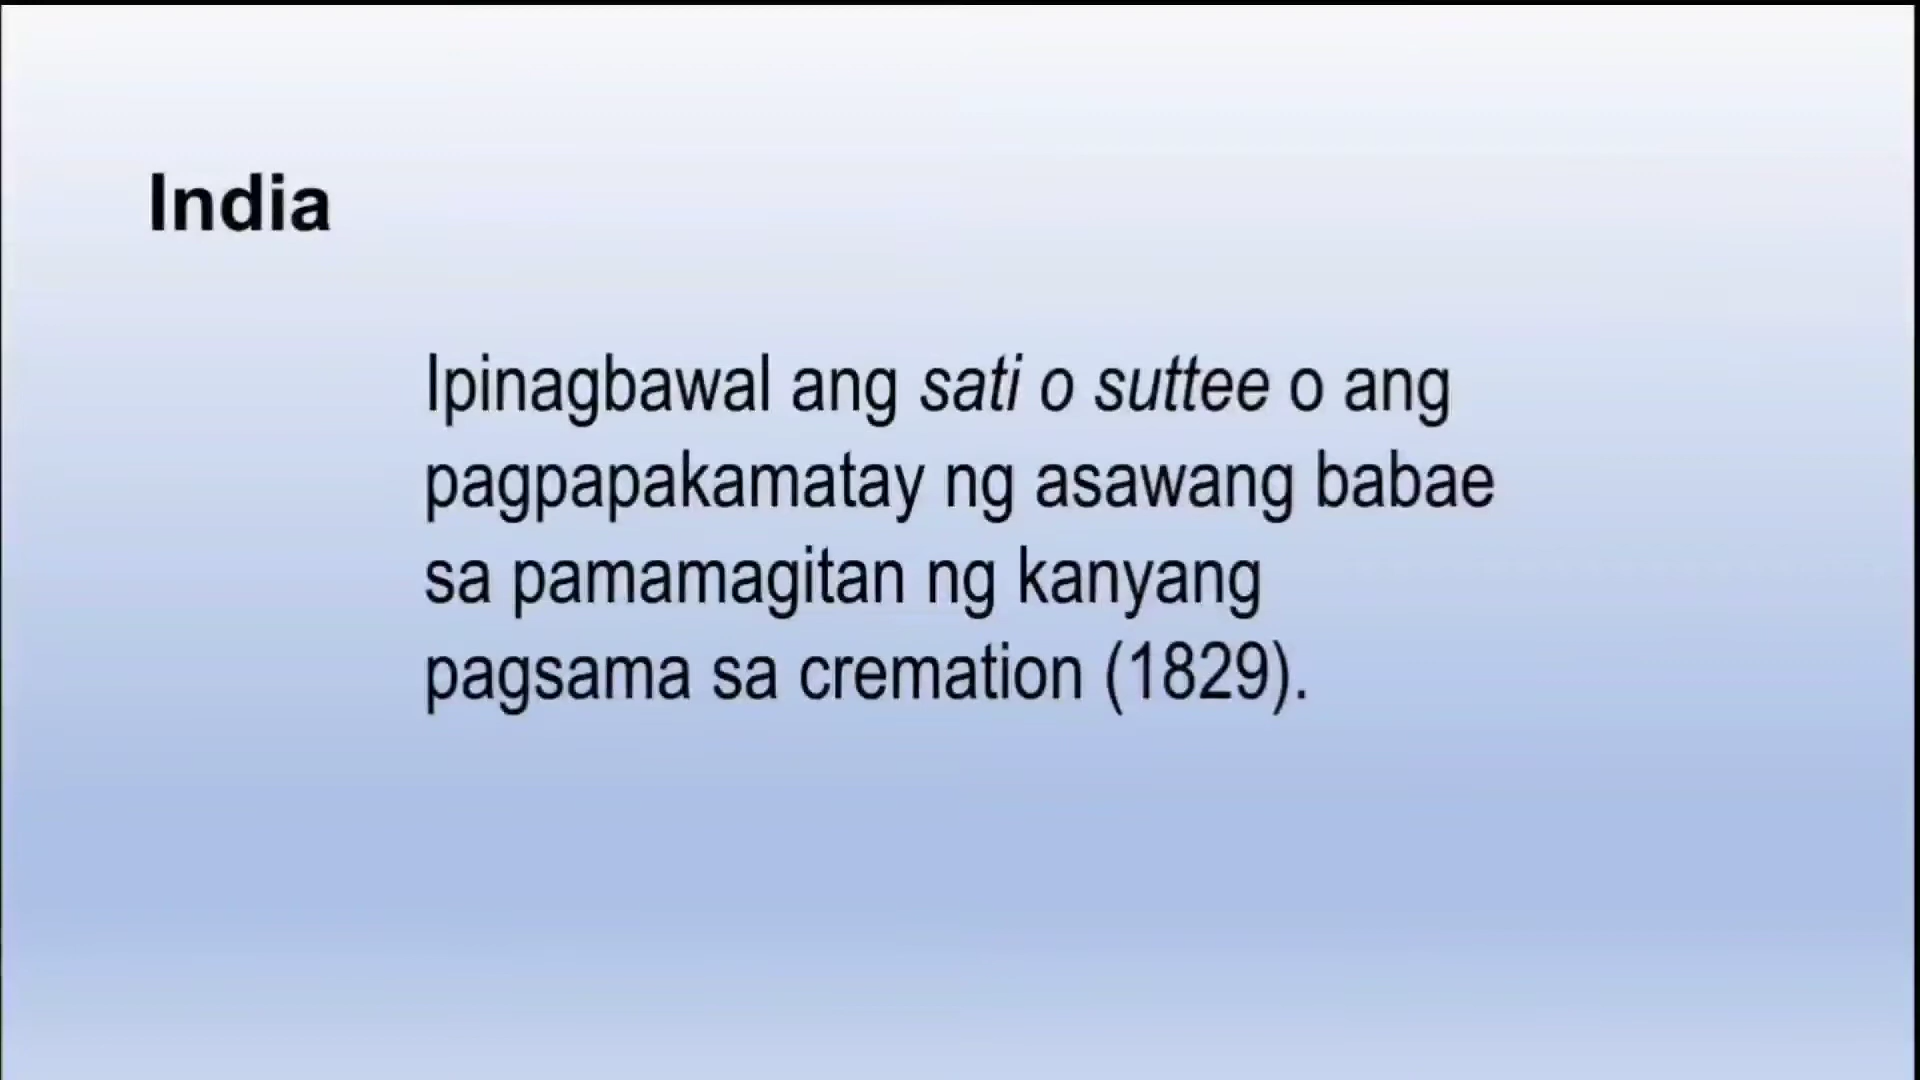 India
Ipinagbawal ang sati o suttee o ang
pagpapakamatay ng asawang babae
sa pamamagitan ng kanyang
pagsama sa cremation (1829).